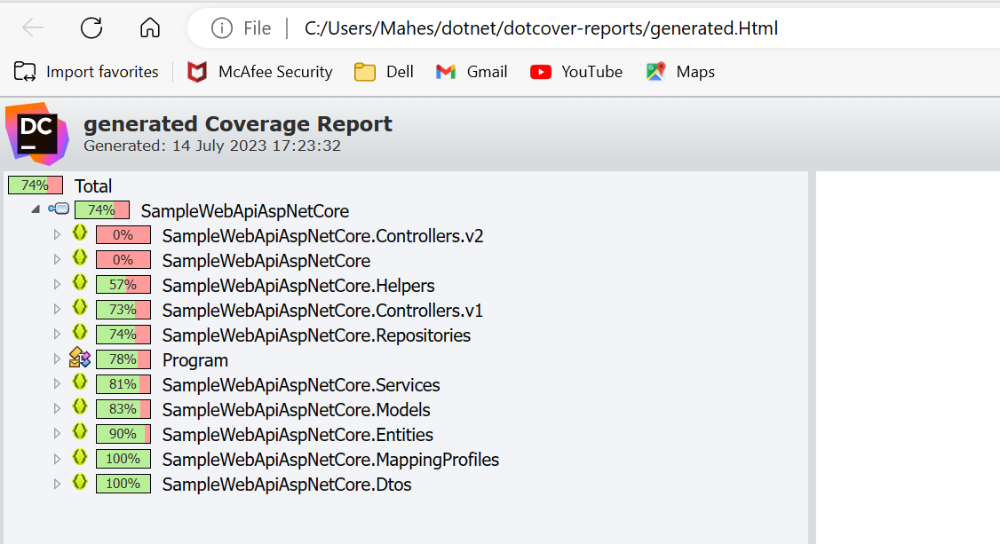 File | C:/Users/Mahes/dotnet/dotcover-reports/generated.Html
Import favorites McAfee Security Dell Gmail YouTube Maps
DC
generated Coverage Report
Generated: 14 July 2023 17:23:32
74% Total
74% SampleWebApiAspNetCore
0% SampleWebApiAspNetCore.Controllers.v2
0% SampleWebApiAspNetCore
57% SampleWebApiAspNetCore.Helpers
73% SampleWebApiAspNetCore.Controllers.v1
74% SampleWebApiAspNetCore.Repositories
78% Program
81% SampleWebApiAspNetCore.Services
83% SampleWebApiAspNetCore.Models
90% SampleWebApiAspNetCore.Entities
100% SampleWebApiAspNetCore.MappingProfiles
100% SampleWebApiAspNetCore.Dtos